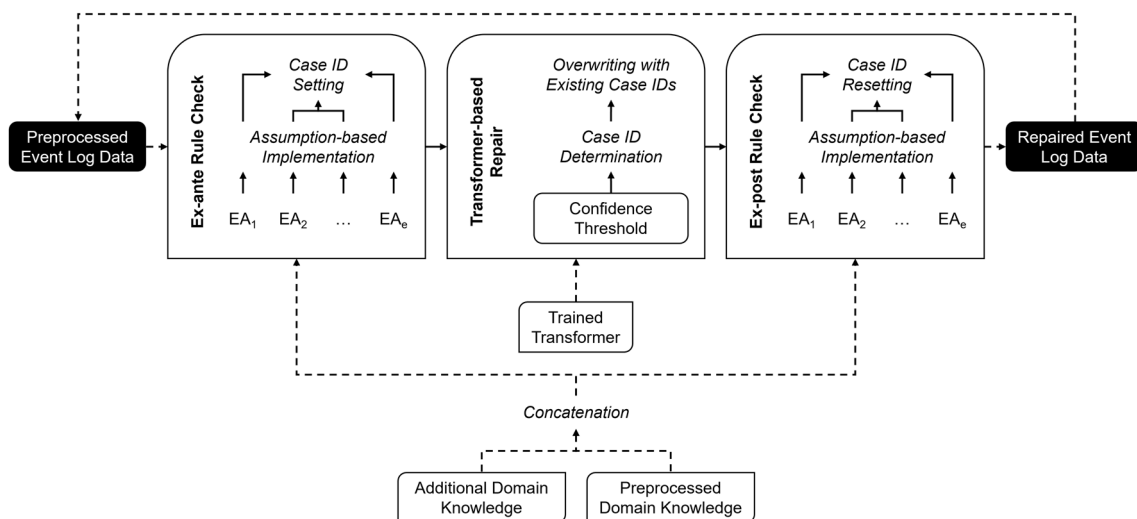 Preprocessed
Event Log Data
Ex-ante Rule Check
Case ID
Setting
Assumption-based
Implementation
EA₁
EA₂
…
EAₑ
Transformer-based
Repair
Overwriting with
Existing Case IDs
Case ID
Determination
Confidence
Threshold
Ex-post Rule Check
Case ID
Resetting
Assumption-based
Implementation
EA₁
EA₂
…
EAₑ
Repaired Event
Log Data
Trained
Transformer
Concatenation
Additional Domain
Knowledge
Preprocessed
Domain Knowledge